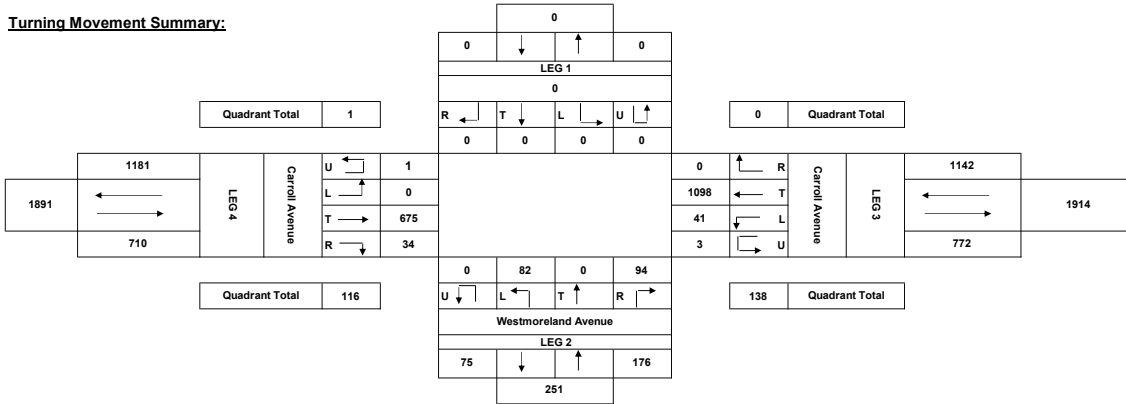 Turning Movement Summary:
0
0 0
LEG 1
0
Quadrant Total 1
R T L U
0 Quadrant Total
0 0 0 0
1181
U 1
0 R
1142
1891
LEG 4
Carroll Avenue
L 0
1098 T
Carroll Avenue
LEG 3
1914
T 675
41 L
710
R 34
3 U
772
0 82 0 94
Quadrant Total 116
U L T R
138 Quadrant Total
Westmoreland Avenue
LEG 2
75 176
251